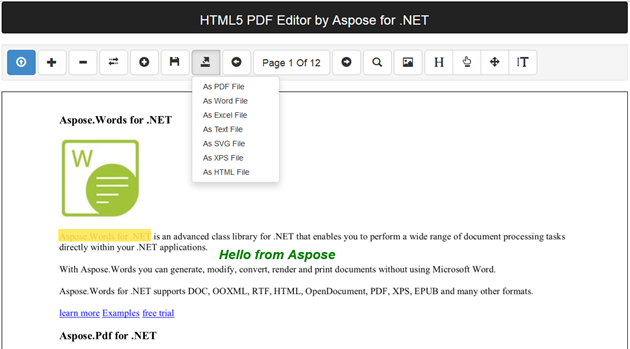 HTML5 PDF Editor by Aspose for .NET
Page 1 Of 12
H
T
As PDF File
As Word File
As Excel File
As Text File
As SVG File
As XPS File
As HTML File
Aspose.Words for .NET
W
Aspose.Words for .NET is an advanced class library for .NET that enables you to perform a wide range of document processing tasks
directly within your .NET applications.
Hello from Aspose
With Aspose.Words you can generate, modify, convert, render and print documents without using Microsoft Word.
Aspose.Words for .NET supports DOC, OOXML, RTF, HTML, OpenDocument, PDF, XPS, EPUB and many other formats.
learn more Examples free trial
Aspose.Pdf for .NET